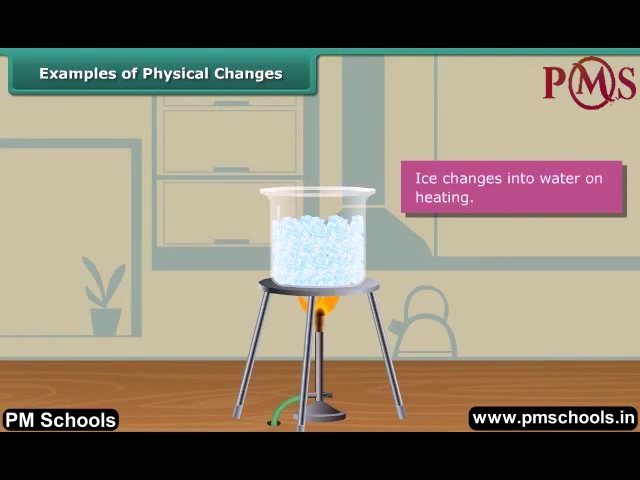 Examples of Physical Changes
PMS
Ice changes into water on
heating.
PM Schools
www.pmschools.in